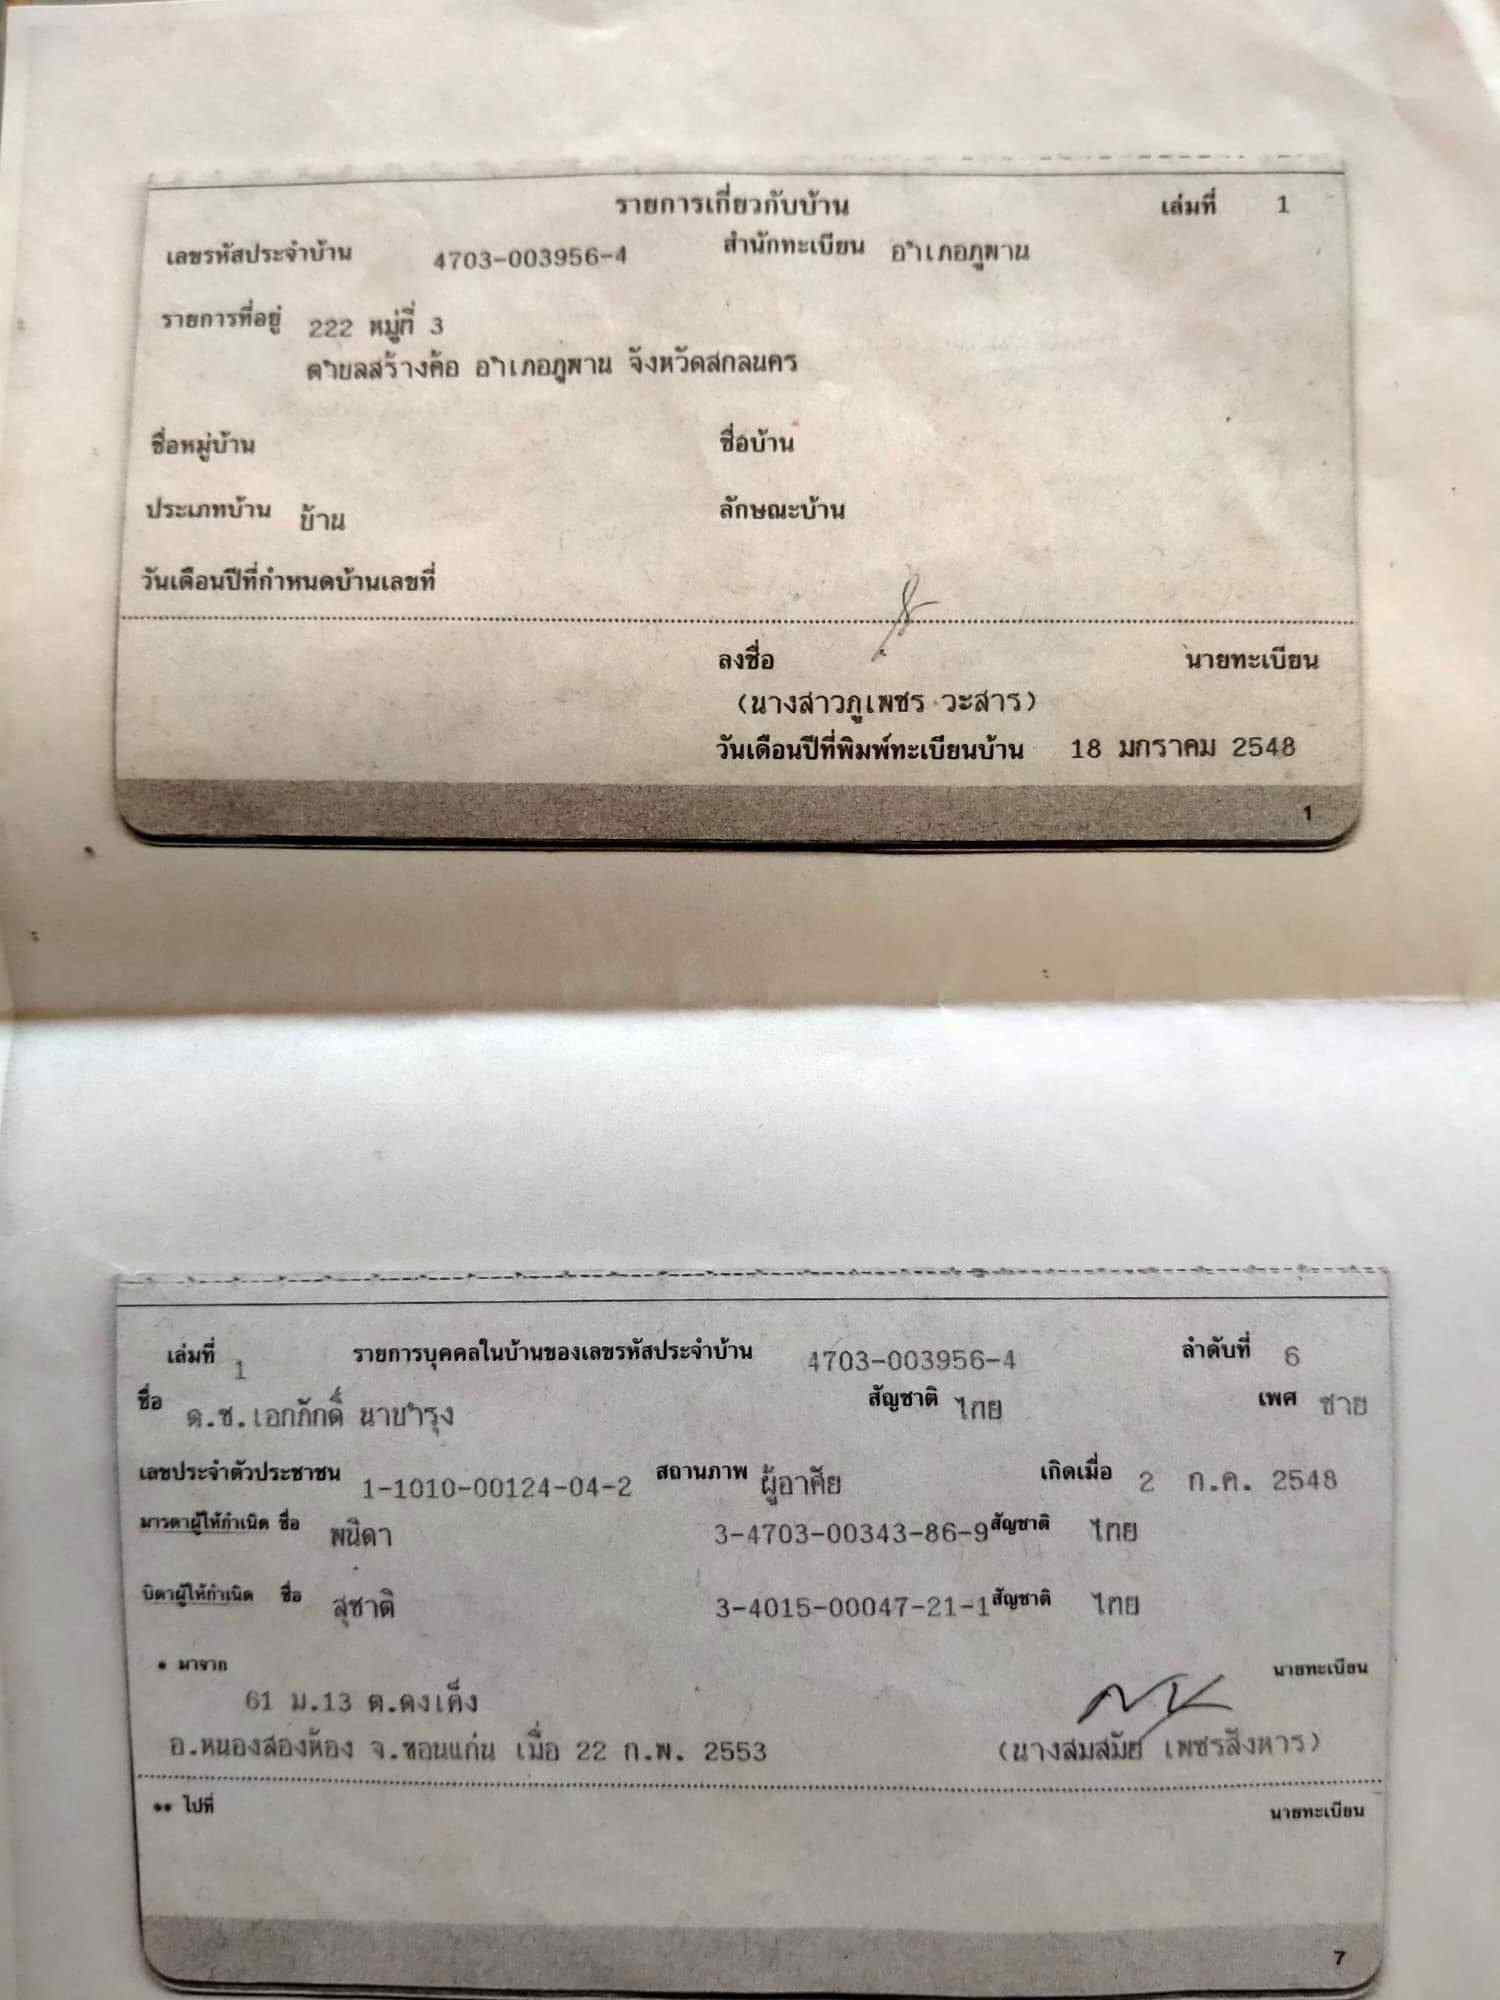 รายการเกี่ยวกับบ้าน เล่มที่ 1
เลขรหัสประจำบ้าน 4703-003956-4 สำนักทะเบียน อำเภอภูพาน
รายการที่อยู่ 222 หมู่ที่ 3
ตำบลสร้างค้อ อำเภอภูพาน จังหวัดสกลนคร
ชื่อหมู่บ้าน ชื่อบ้าน
ประเภทบ้าน บ้าน ลักษณะบ้าน
วันเดือนปีที่กำหนดบ้านเลขที่
ลงชื่อ นายทะเบียน
(นางสาวภูเพชร วะสาร)
วันเดือนปีที่พิมพ์ทะเบียนบ้าน 18 มกราคม 2548
1
เล่มที่ 1 รายการบุคคลในบ้านของเลขรหัสประจำบ้าน 4703-003956-4 ลำดับที่ 6
ชื่อ ด.ช.เอกภักดิ์ นาบำรุง สัญชาติ ไทย เพศ ชาย
เลขประจำตัวประชาชน 1-1010-00124-04-2 สถานภาพ ผู้อาศัย เกิดเมื่อ 2 ก.ค. 2548
มารดาผู้ให้กำเนิด ชื่อ พนิดา 3-4703-00343-86-9 สัญชาติ ไทย
บิดาผู้ให้กำเนิด ชื่อ สุชาติ 3-4015-00047-21-1 สัญชาติ ไทย
* มาจาก นายทะเบียน
61 ม.13 ต.ดงเค็ง
อ.หนองสองห้อง จ.ขอนแก่น เมื่อ 22 ก.พ. 2553 (นางสมสมัย เพชรสิงหาร)
** ไปที่ นายทะเบียน
7